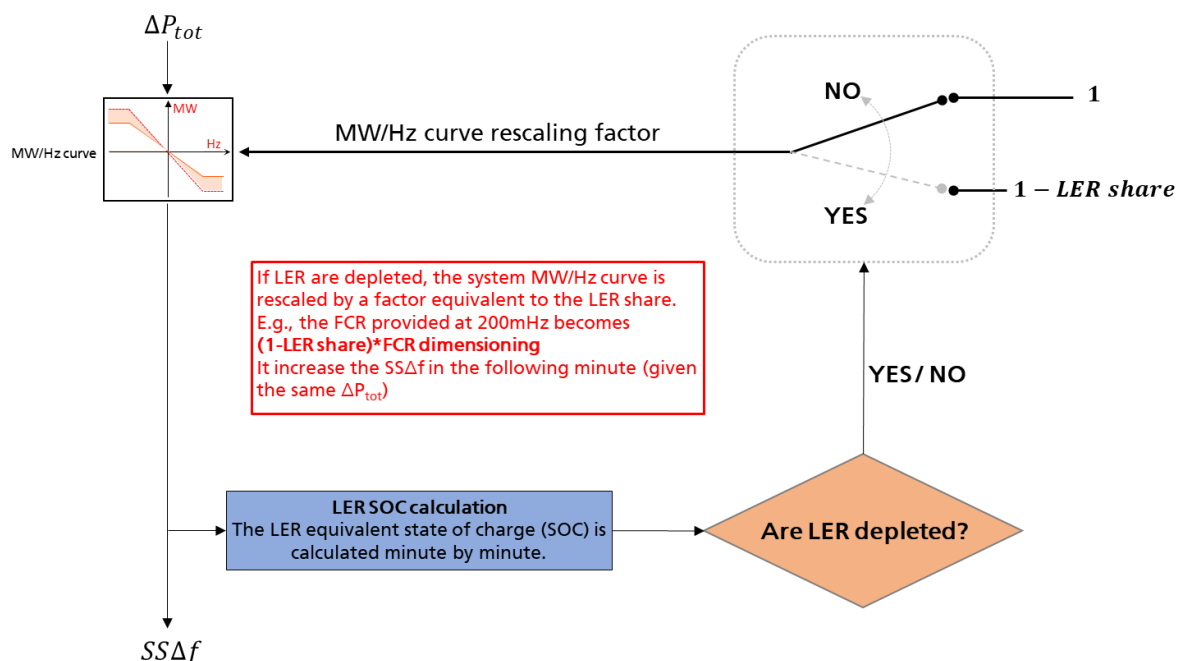 ΔP_tot
MW
Hz
MW/Hz curve
MW/Hz curve rescaling factor
NO
YES
1
1 − LER share
If LER are depleted, the system MW/Hz curve is
rescaled by a factor equivalent to the LER share.
E.g., the FCR provided at 200mHz becomes
(1-LER share)*FCR dimensioning
It increase the SSΔf in the following minute (given
the same ΔP_tot)
YES / NO
LER SOC calculation
The LER equivalent state of charge (SOC) is
calculated minute by minute.
Are LER depleted?
SSΔf